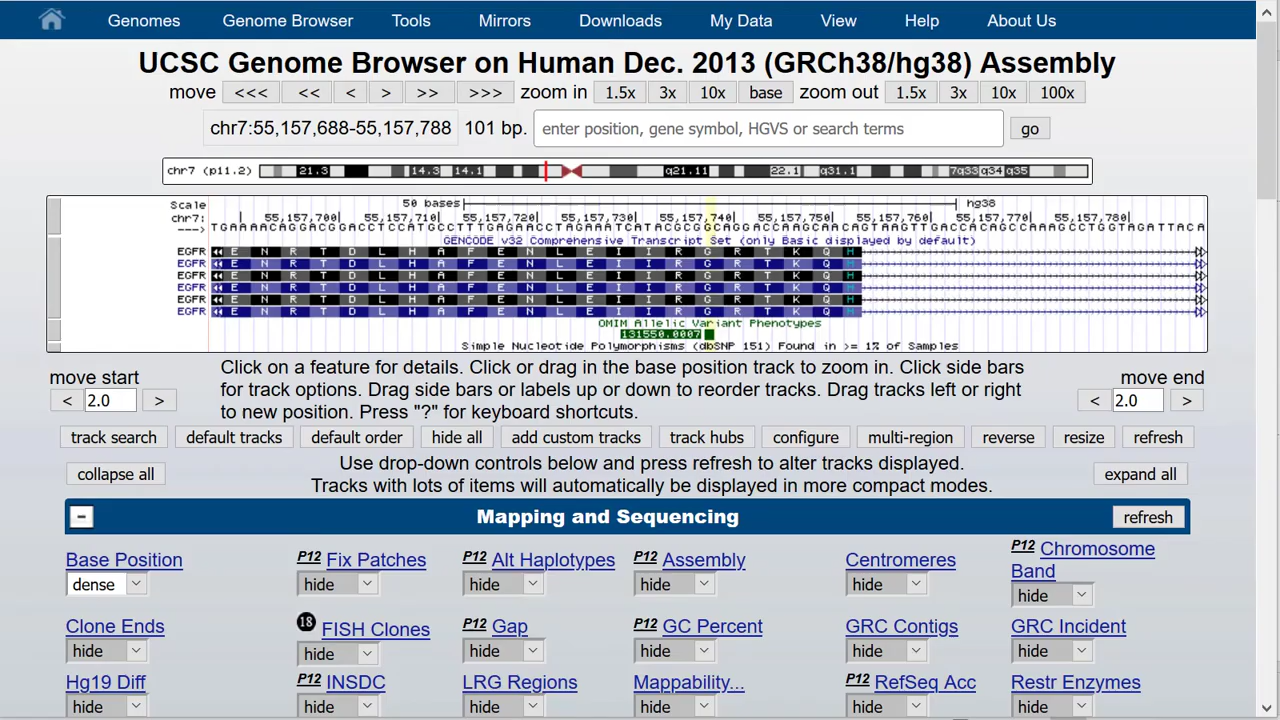 Genomes Genome Browser Tools Mirrors Downloads My Data View Help About Us
UCSC Genome Browser on Human Dec. 2013 (GRCh38/hg38) Assembly
move <<< << < > >> >>> zoom in 1.5x 3x 10x base zoom out 1.5x 3x 10x 100x
chr7:55,157,688-55,157,788 101 bp. enter position, gene symbol, HGVS or search terms go
chr7 (p11.2) 21.3 14.3 14.1 q21.11 22.1 q31.1 7q33 q34 q35
Scale 50 bases hg38
chr7: 55,157,700 55,157,710 55,157,720 55,157,730 55,157,740 55,157,750 55,157,760 55,157,770 55,157,780
--->
GENCODE v32 Comprehensive Transcript Set (only Basic displayed by default)
EGFR E N R T D L H A F E N L E I I R G R T K Q H
EGFR E N R T D L H A F E N L E I I R G R T K Q H
EGFR E N R T D L H A F E N L E I I R G R T K Q H
EGFR E N R T D L H A F E N L E I I R G R T K Q H
EGFR E N R T D L H A F E N L E I I R G R T K Q H
EGFR E N R T D L H A F E N L E I I R G R T K Q H
OMIM Allelic Variant Phenotypes
131550.0007
Simple Nucleotide Polymorphisms (dbSNP 151) Found in >= 1% of Samples
move start
< 2.0 >
Click on a feature for details. Click or drag in the base position track to zoom in. Click side bars
for track options. Drag side bars or labels up or down to reorder tracks. Drag tracks left or right
to new position. Press "?" for keyboard shortcuts.
move end
< 2.0 >
track search default tracks default order hide all add custom tracks track hubs configure multi-region reverse resize refresh
collapse all
Use drop-down controls below and press refresh to alter tracks displayed.
Tracks with lots of items will automatically be displayed in more compact modes.
expand all
- Mapping and Sequencing refresh
Base Position P12 Fix Patches P12 Alt Haplotypes P12 Assembly Centromeres P12 Chromosome
Band
dense hide hide hide hide hide
Clone Ends 18 FISH Clones P12 Gap P12 GC Percent GRC Contigs GRC Incident
hide hide hide hide hide hide
Hg19 Diff P12 INSDC LRG Regions Mappability... P12 RefSeq Acc Restr Enzymes
hide hide hide hide hide hide